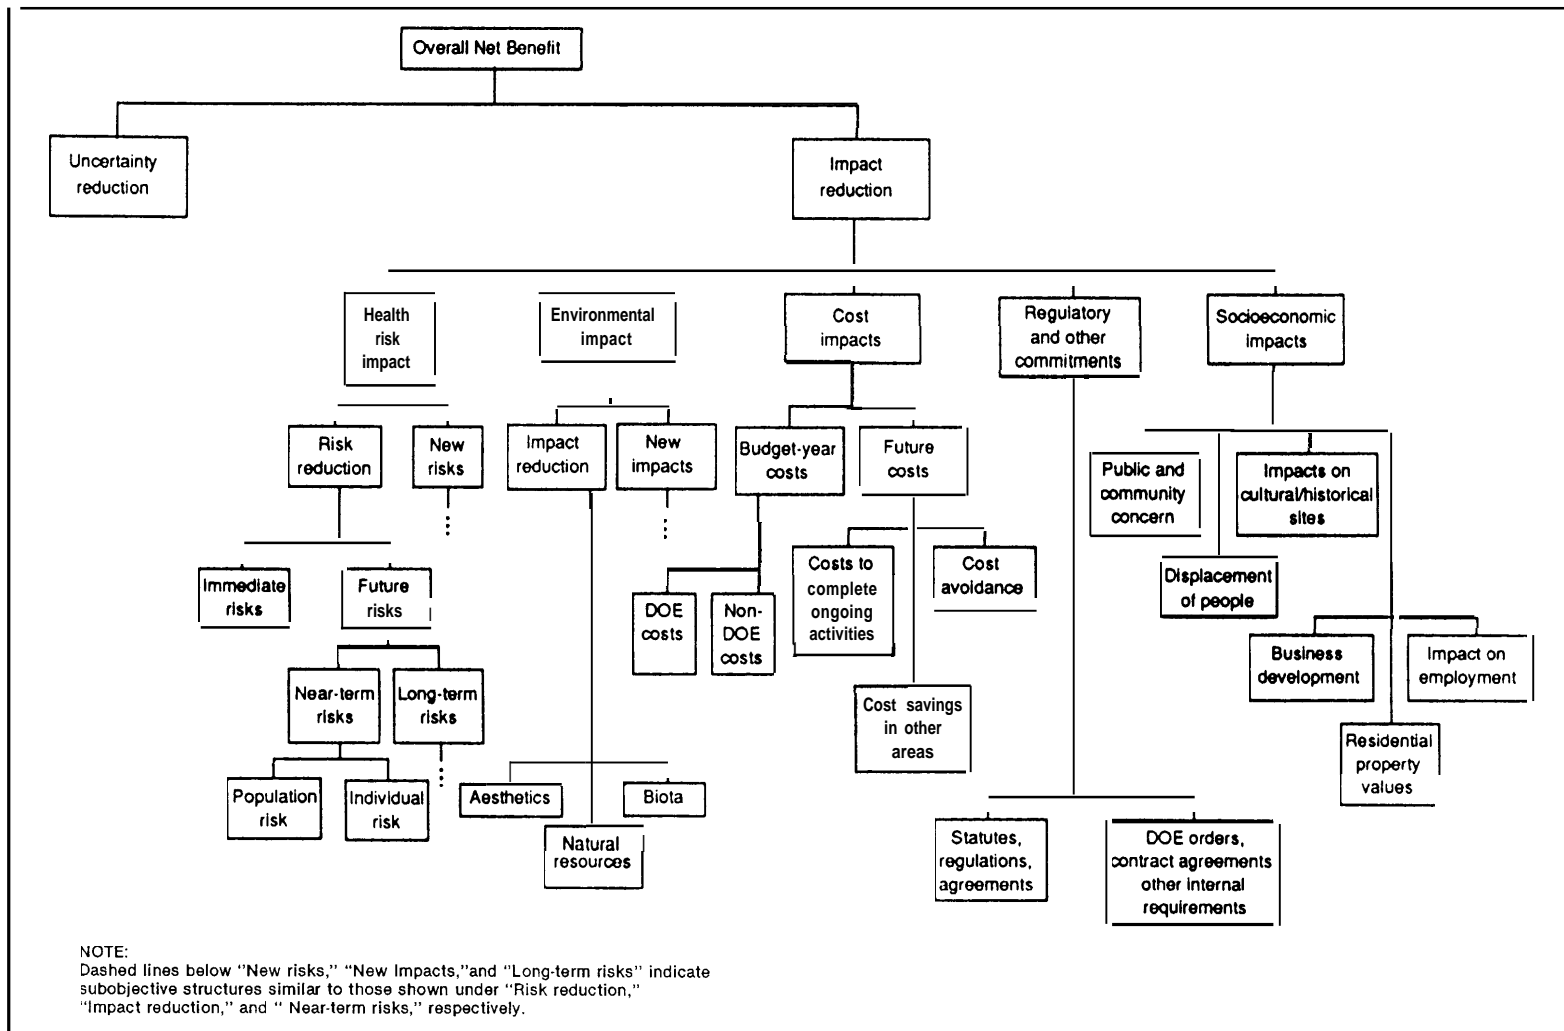 Overall Net Benefit
Uncertainty
reduction
Impact
reduction
Health
risk
impact
Environmental
impact
Cost
impacts
Regulatory
and other
commitments
Socioeconomic
impacts
Risk
reduction
New
risks
Impact
reduction
New
impacts
Budget-year
costs
Future
costs
Public and
community
concern
Impacts on
cultural/historical
sites
Immediate
risks
Future
risks
DOE
costs
Non-
DOE
costs
Costs to
complete
ongoing
activities
Cost
avoidance
Displacement
of people
Business
development
Impact on
employment
Near-term
risks
Long-term
risks
Cost savings
in other
areas
Residential
property
values
Population
risk
Individual
risk
Aesthetics
Biota
Natural
resources
Statutes,
regulations,
agreements
DOE orders,
contract agreements
other internal
requirements
NOTE:
Dashed lines below "New risks," "New Impacts,"and "Long-term risks" indicate
subobjective structures similar to those shown under "Risk reduction,"
"Impact reduction," and " Near-term risks," respectively.